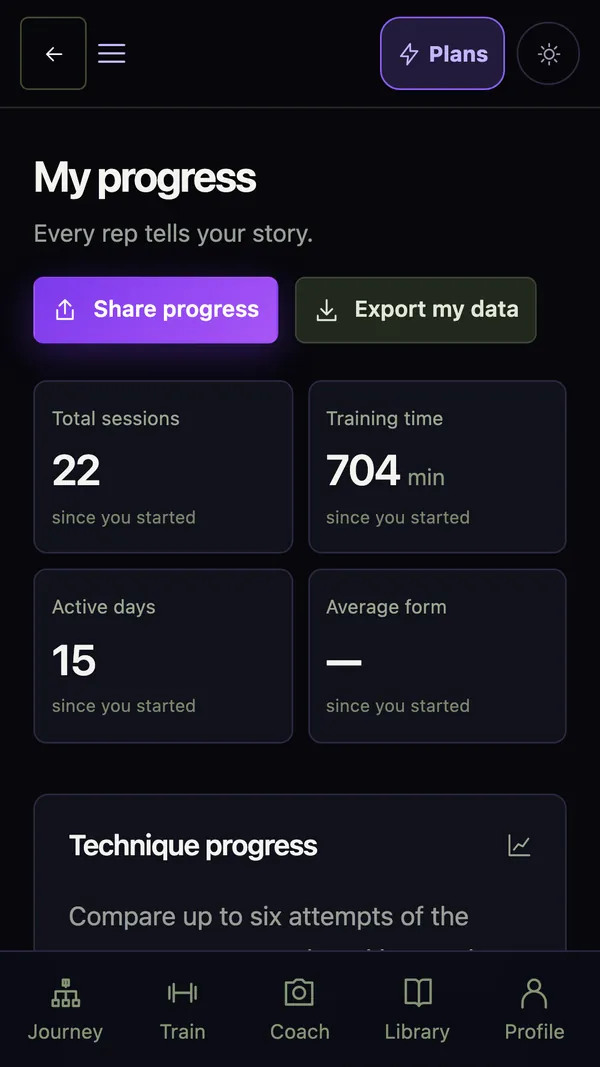 Plans
My progress
Every rep tells your story.
Share progress
Export my data
Total sessions
22
since you started
Training time
704 min
since you started
Active days
15
since you started
Average form
—
since you started
Technique progress
Compare up to six attempts of the
Journey
Train
Coach
Library
Profile